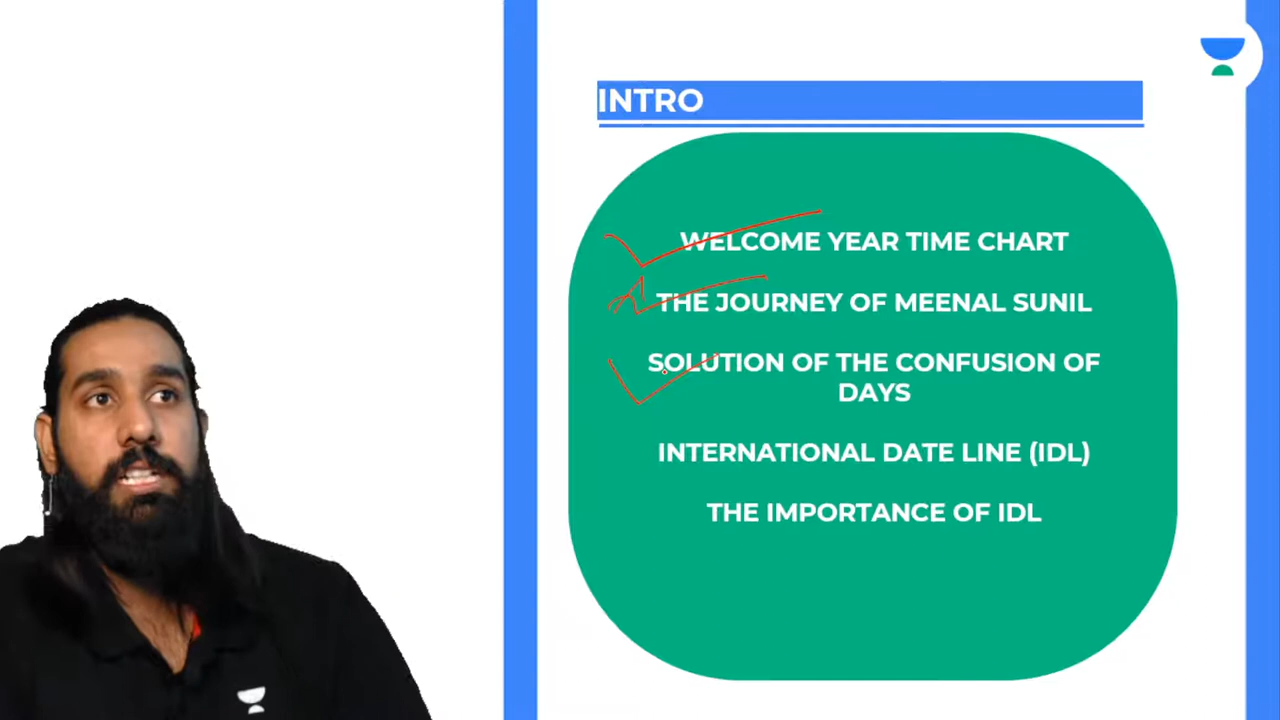 INTRO
WELCOME YEAR TIME CHART
THE JOURNEY OF MEENAL SUNIL
SOLUTION OF THE CONFUSION OF
DAYS
INTERNATIONAL DATE LINE (IDL)
THE IMPORTANCE OF IDL